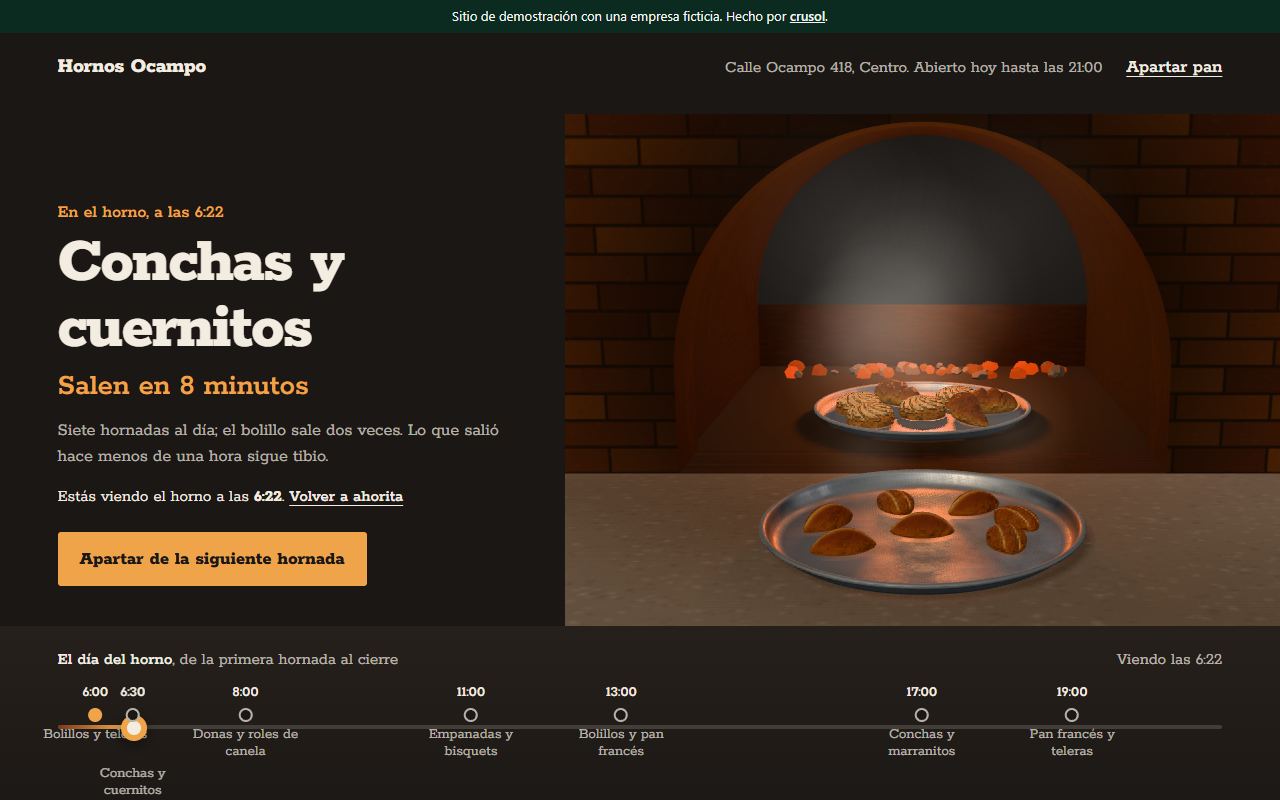 Sitio de demostración con una empresa ficticia. Hecho por crusol.
Hornos Ocampo
Calle Ocampo 418, Centro. Abierto hoy hasta las 21:00
Apartar pan
En el horno, a las 6:22
Conchas y
cuernitos
Salen en 8 minutos
Siete hornadas al día; el bolillo sale dos veces. Lo que salió
hace menos de una hora sigue tibio.
Estás viendo el horno a las 6:22. Volver a ahorita
Apartar de la siguiente hornada
El día del horno, de la primera hornada al cierre
Viendo las 6:22
6:00 6:30 8:00 11:00 13:00 17:00 19:00
Bolillos y
Donas y roles de
canela
Empanadas y
bisquets
Bolillos y pan
francés
Conchas y
marranitos
Pan francés y
teleras
Conchas y
cuernitos